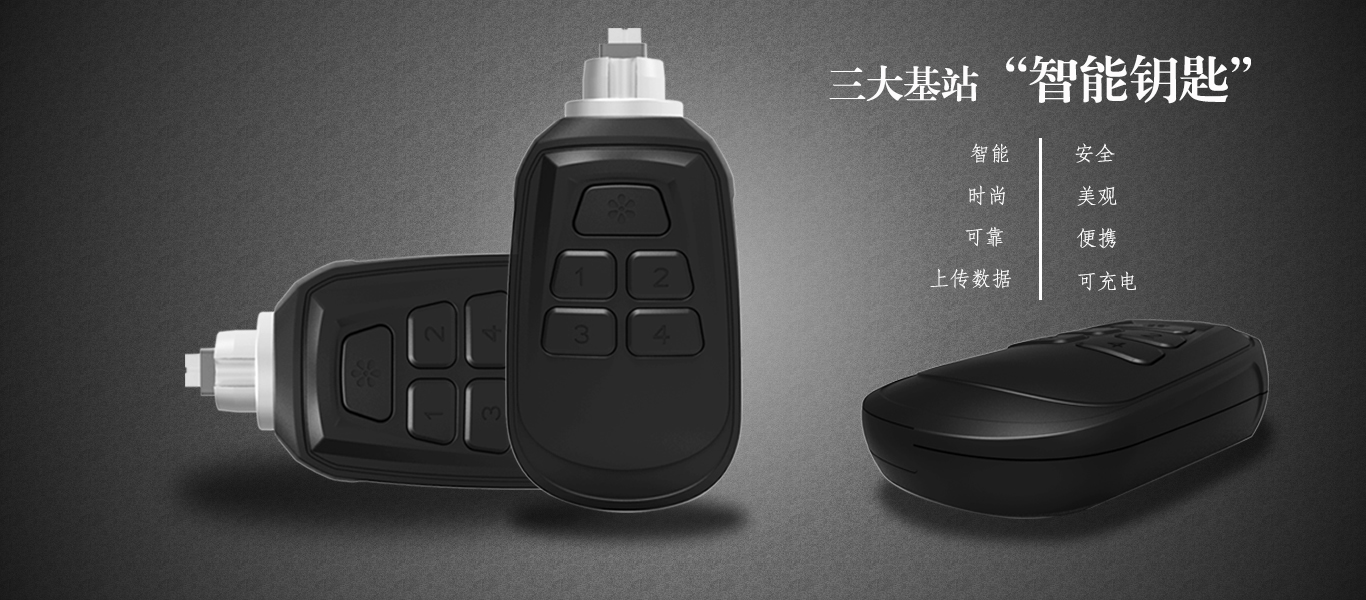 三大基站“智能钥匙”
智能 安全
时尚 美观
可靠 便携
上传数据 可充电
1 2
3 4
2 4
1 3